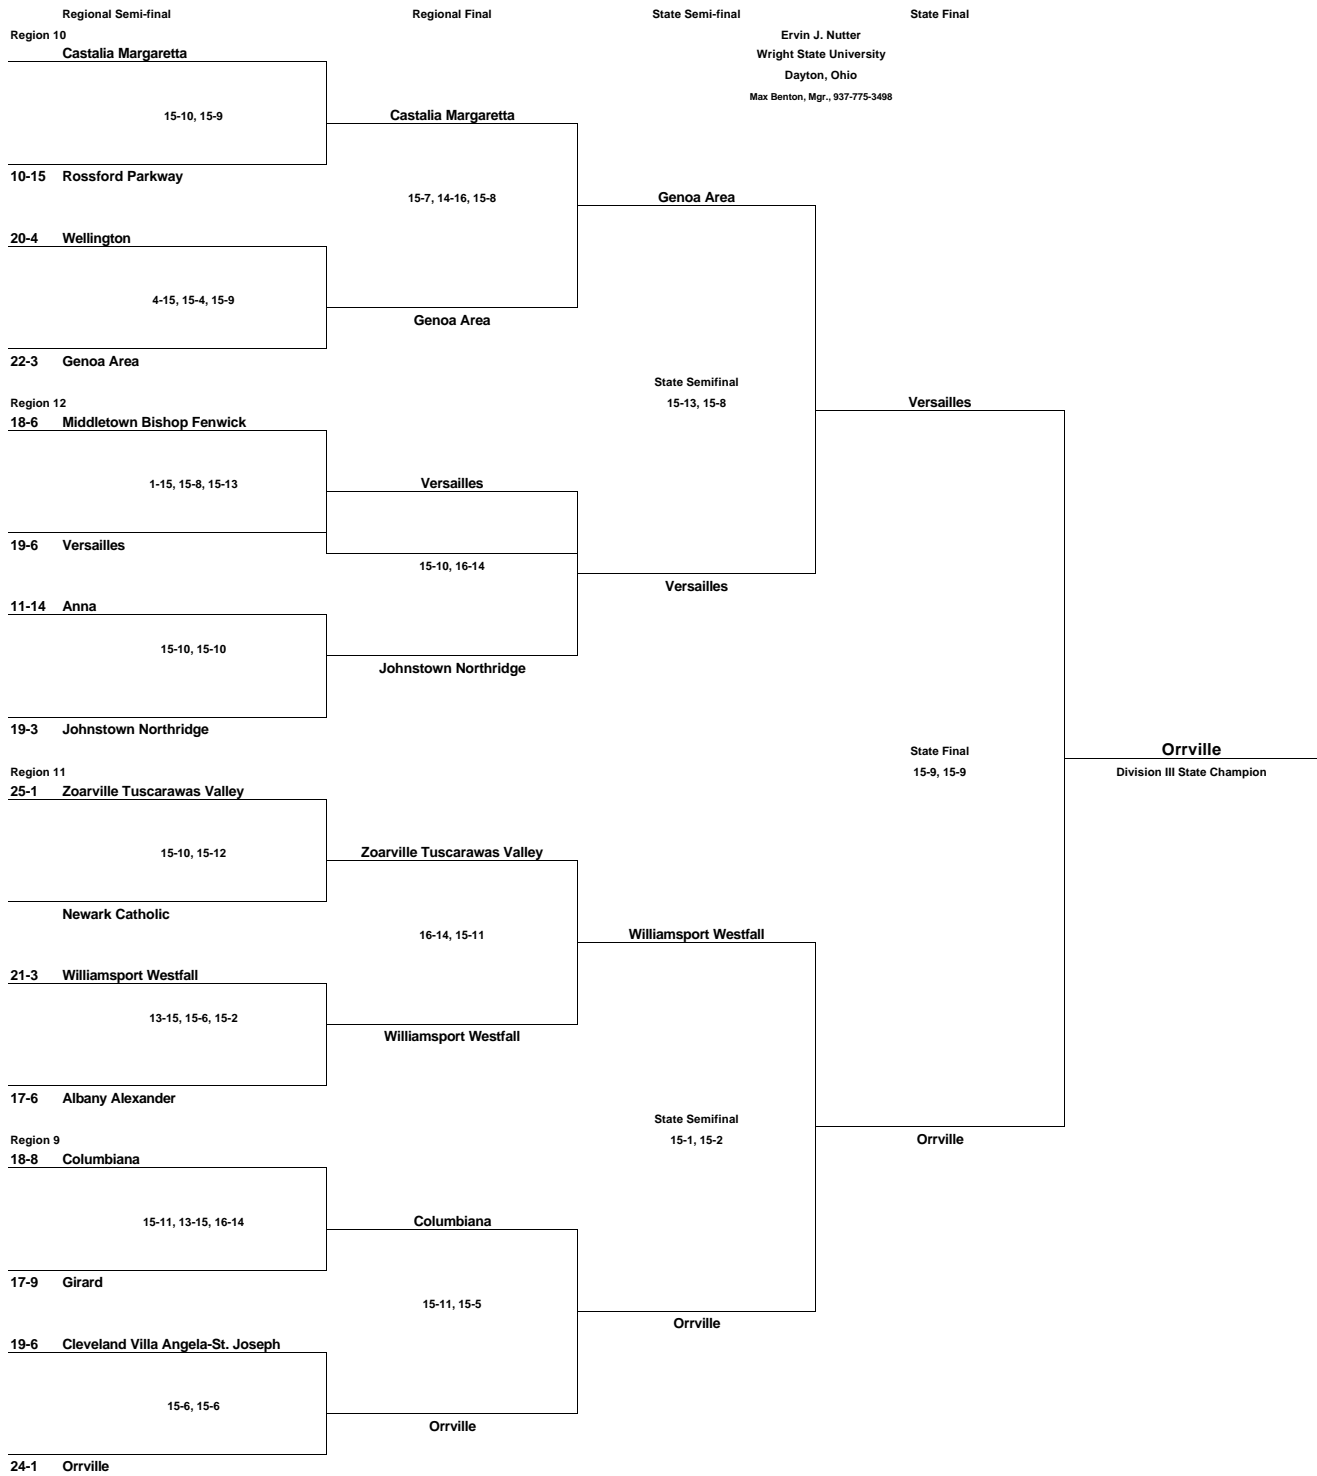 Regional Semi-final Regional Final State Semi-final State Final
Region 10 Ervin J. Nutter
Castalia Margaretta Wright State University
Dayton, Ohio
Max Benton, Mgr., 937-775-3498
15-10, 15-9 Castalia Margaretta
10-15 Rossford Parkway
15-7, 14-16, 15-8 Genoa Area
20-4 Wellington
4-15, 15-4, 15-9
Genoa Area
22-3 Genoa Area
State Semifinal
Region 12 15-13, 15-8 Versailles
18-6 Middletown Bishop Fenwick
1-15, 15-8, 15-13 Versailles
19-6 Versailles
15-10, 16-14
Versailles
11-14 Anna
15-10, 15-10
Johnstown Northridge
19-3 Johnstown Northridge
State Final Orrville
Region 11 15-9, 15-9 Division III State Champion
25-1 Zoarville Tuscarawas Valley
15-10, 15-12 Zoarville Tuscarawas Valley
Newark Catholic
16-14, 15-11 Williamsport Westfall
21-3 Williamsport Westfall
13-15, 15-6, 15-2
Williamsport Westfall
17-6 Albany Alexander
State Semifinal
Region 9 15-1, 15-2 Orrville
18-8 Columbiana
15-11, 13-15, 16-14 Columbiana
17-9 Girard
15-11, 15-5
Orrville
19-6 Cleveland Villa Angela-St. Joseph
15-6, 15-6
Orrville
24-1 Orrville